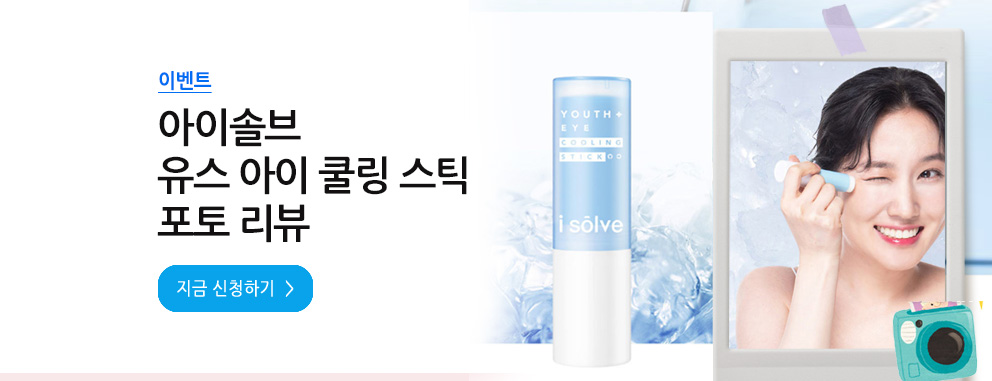 이벤트
아이솔브
유스 아이 쿨링 스틱
포토 리뷰
지금 신청하기 >
YOUTH +
EYE
COOLING
STICK
i sōlve